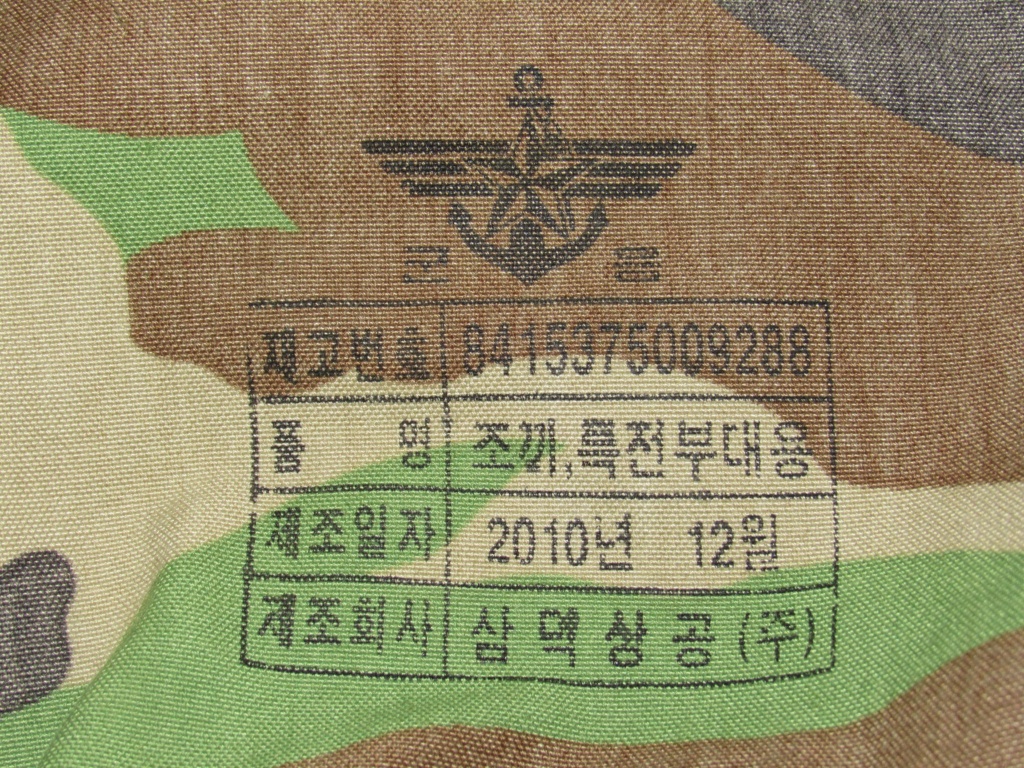 군 용
재고번호 8415375009288
품 명 조끼,특전부대용
제조일자 2010년 12월
제조회사 삼덕상공(주)